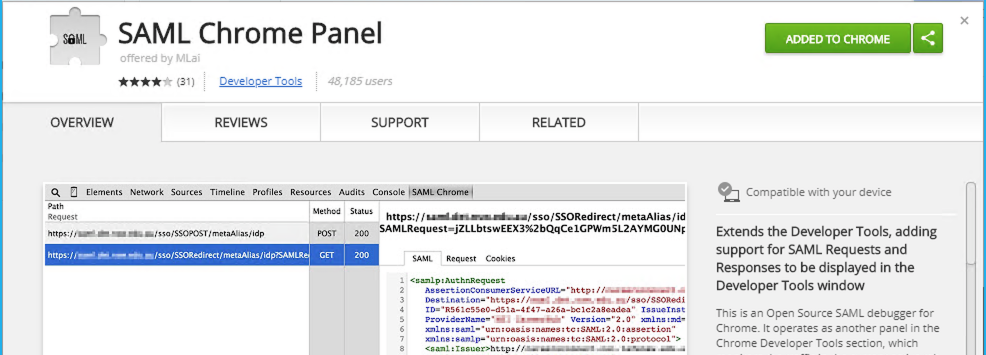 SAML
SAML Chrome Panel
offered by MLai
(31)
Developer Tools
48,185 users
ADDED TO CHROME
OVERVIEW
REVIEWS
SUPPORT
RELATED
Elements Network Sources Timeline Profiles Resources Audits Console SAML Chrome
Path
Request
Method
Status
https:// /sso/SSOPOST/metaAlias/idp
POST
200
https:// /sso/SSORedirect/metaAlias/idp?SAMLRe
GET
200
https:// /sso/SSORedirect/metaAlias/id
SAMLRequest=jZLLbtswEEX3%2bQqCe1GPWm5L2AYMG0UNp
SAML Request Cookies
1 <samlp:AuthnRequest
2 AssertionConsumerServiceURL="http://
3 Destination="https:// /sso/SSORedi
4 ID="R561c55e0-d51a-4f47-a26a-bc1c2a8eadea" IssueInst
5 ProviderName=" " Version="2.0" xmlns:md=
6 xmlns:saml="urn:oasis:names:tc:SAML:2.0:assertion"
7 xmlns:samlp="urn:oasis:names:tc:SAML:2.0:protocol">
8 <saml:Issuer>http://
Compatible with your device
Extends the Developer Tools, adding
support for SAML Requests and
Responses to be displayed in the
Developer Tools window
This is an Open Source SAML debugger for
Chrome. It operates as another panel in the
Chrome Developer Tools section, which